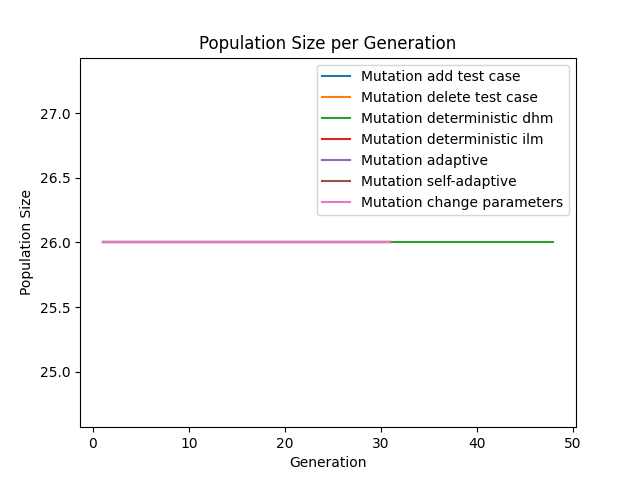 Population Size per Generation
Mutation add test case
Mutation delete test case
Mutation deterministic dhm
Mutation deterministic ilm
Mutation adaptive
Mutation self-adaptive
Mutation change parameters
27.0
26.5
26.0
25.5
25.0
Population Size
0 10 20 30 40 50
Generation